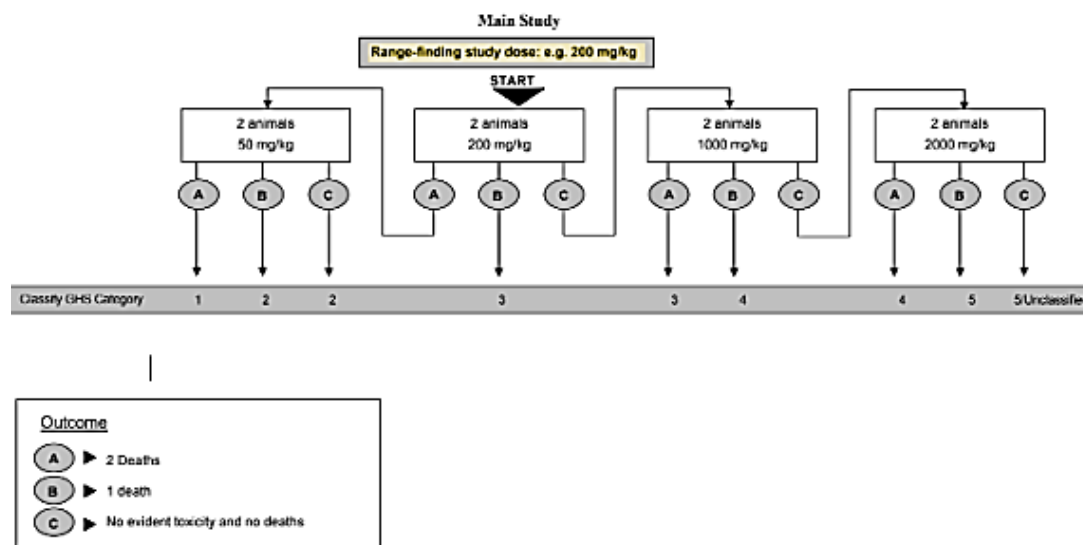 Main Study
Range-finding study dose: e.g. 200 mg/kg
START
2 animals
50 mg/kg
2 animals
200 mg/kg
2 animals
1000 mg/kg
2 animals
2000 mg/kg
A B C A B C A B C A B C
Classify GHS Category 1 2 2 3 3 4 4 5 5/Unclassifie
Outcome
A 2 Deaths
B 1 death
C No evident toxicity and no deaths